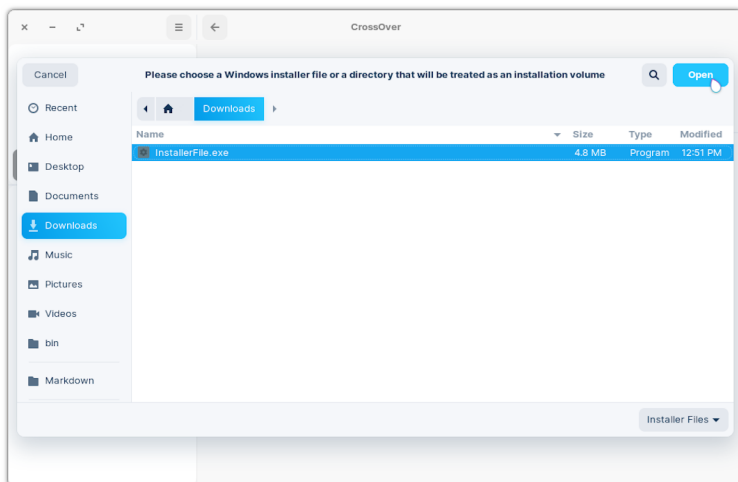 CrossOver
Cancel
Please choose a Windows installer file or a directory that will be treated as an installation volume
Open
Recent
Home
Desktop
Documents
Downloads
Music
Pictures
Videos
bin
Markdown
Downloads
Name Size Type Modified
InstallerFile.exe 4.8 MB Program 12:51 PM
Installer Files